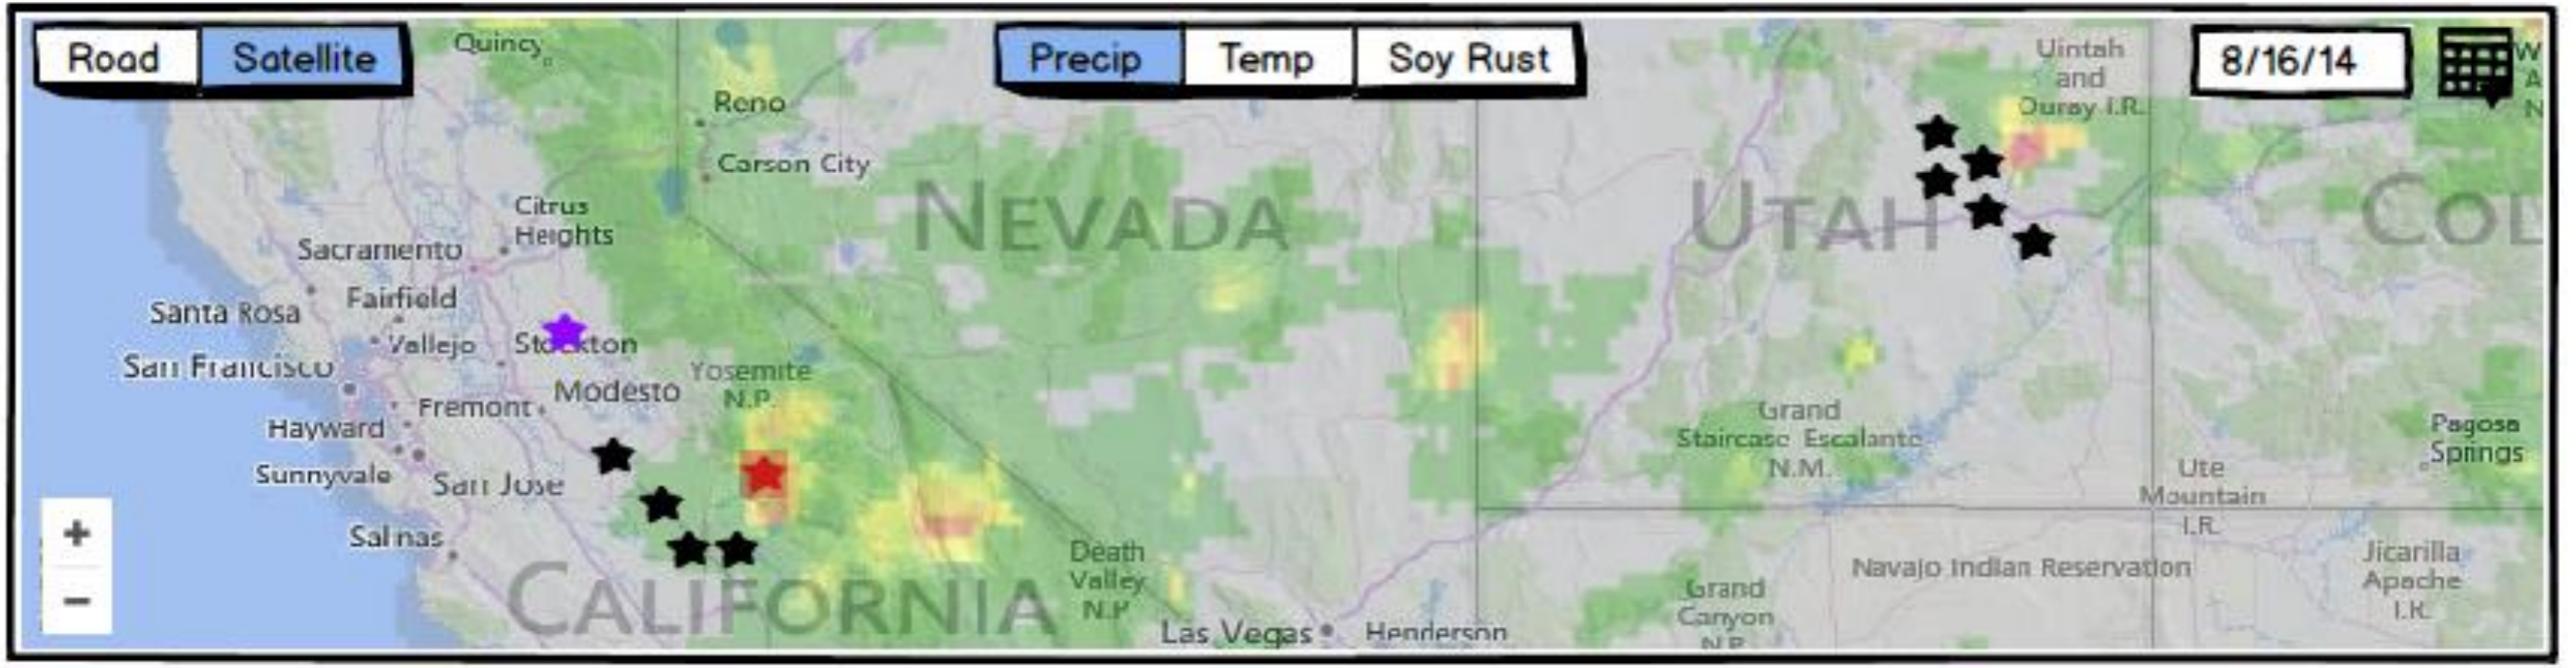 Road
Satellite
Precip
Temp
Soy Rust
8/16/14
Quincy
Reno
Carson City
Uintah
and
Ouray I.R.
W
A
N
NEVADA
UTAH
COL
Citrus
Heights
Sacramento
Fairfield
Santa Rosa
Vallejo
Stockton
San Francisco
Modesto
Yosemite
N.P.
Fremont
Hayward
Sunnyvale
San Jose
Salinas
CALIFORNIA
Death
Valley
N.P
Las Vegas
Henderson
Grand
Staircase Escalante
N.M.
Grand
Canyon
N.P.
Navajo Indian Reservation
Ute
Mountain
I.R.
Pagosa
Springs
Jicarilla
Apache
I.R.
+
−